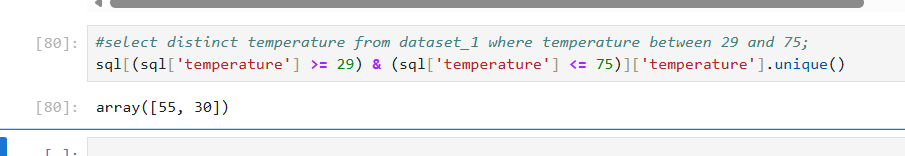 [80]: #select distinct temperature from dataset_1 where temperature between 29 and 75;
sql[(sql['temperature'] >= 29) & (sql['temperature'] <= 75)]['temperature'].unique()
[80]: array([55, 30])
[ ]: